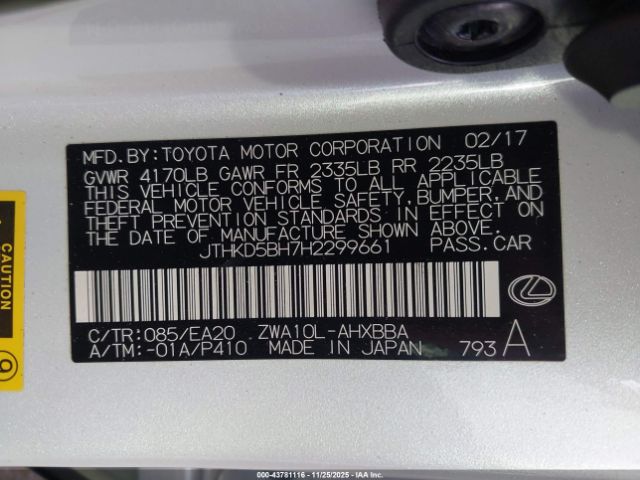 MFD.BY:TOYOTA MOTOR CORPORATION 02/17
GVWR 4170LB GAWR FR 2335LB RR 2235LB
THIS VEHICLE CONFORMS TO ALL APPLICABLE
FEDERAL MOTOR VEHICLE SAFETY,BUMPER,AND
THEFT PREVENTION STANDARDS IN EFFECT ON
THE DATE OF MANUFACTURE SHOWN ABOVE.
JTHKD5BH7H2299661 PASS.CAR
C/TR:085/EA20 ZWA10L-AHXBBA
A/TM:-01A/P410 MADE IN JAPAN 793 A
CAUTION
00 -- 43781116 - 11/25/2025 - IAA Inc.